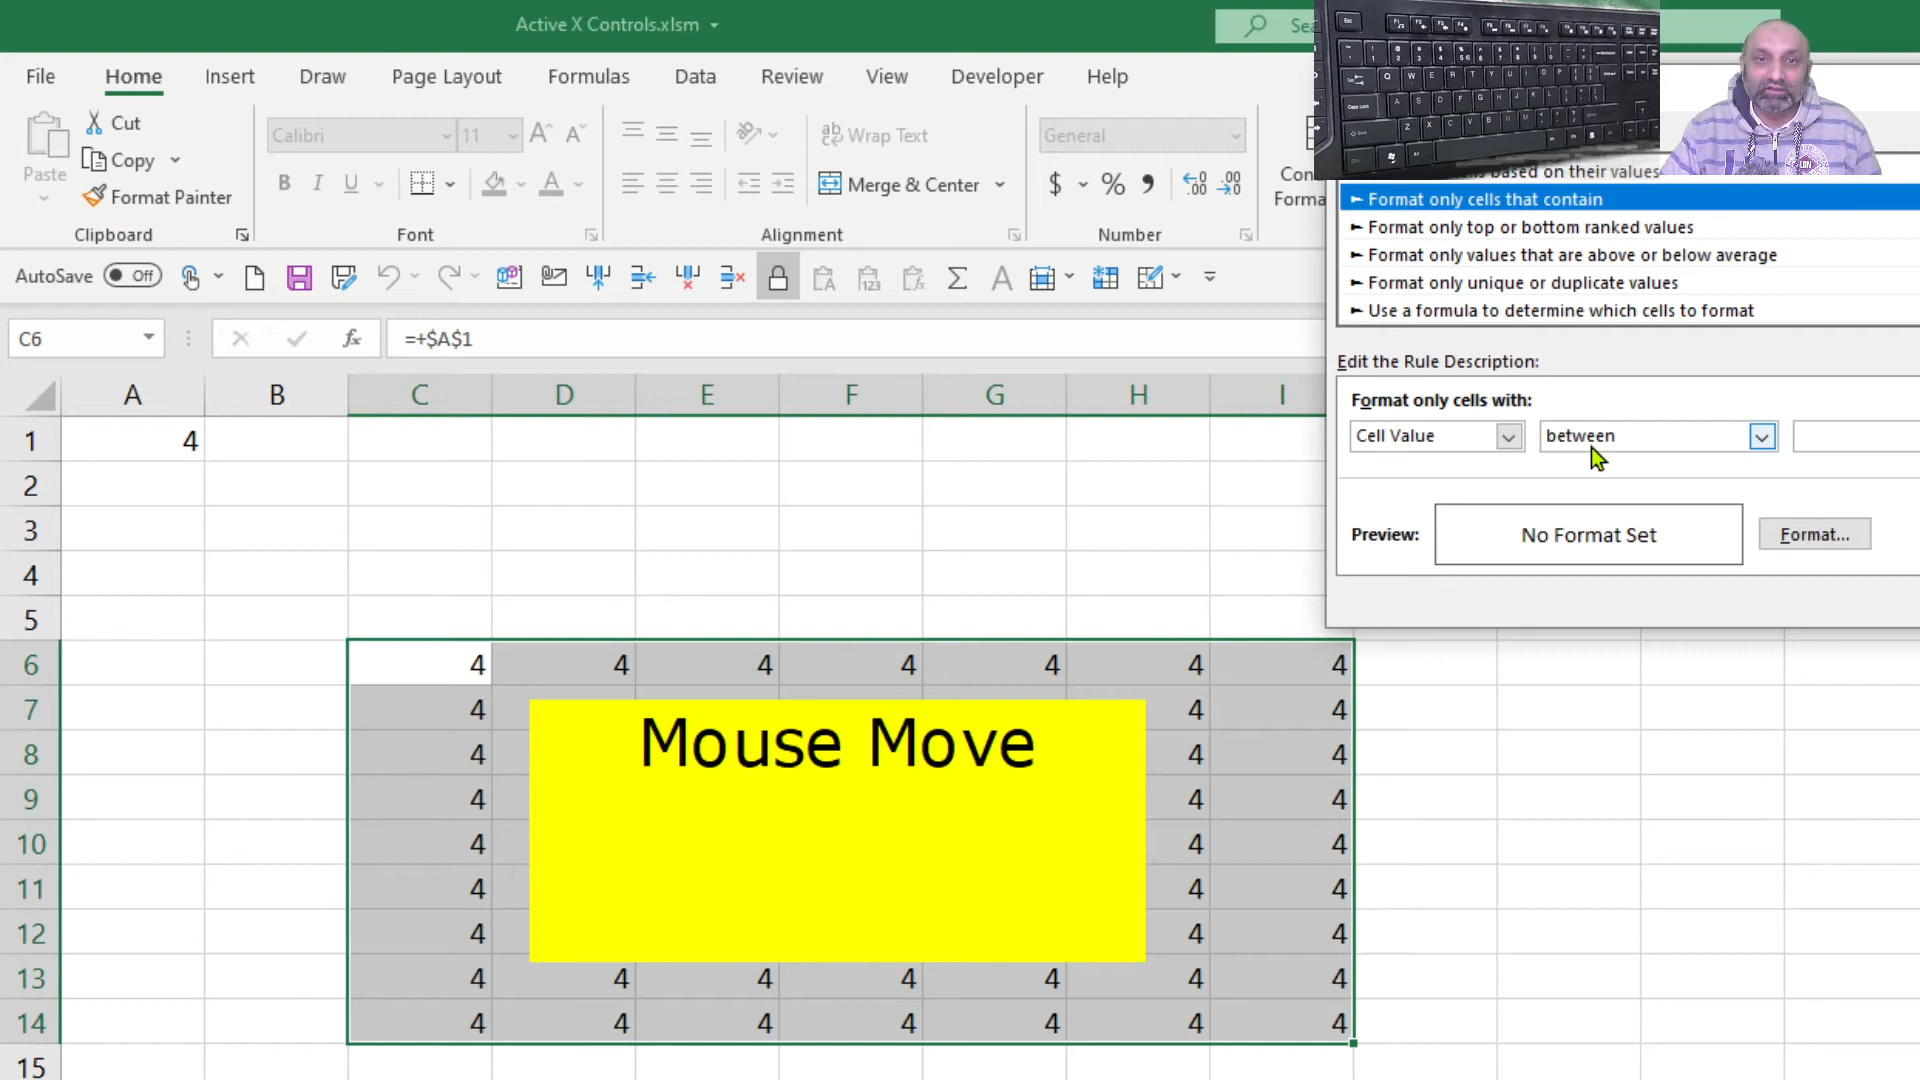 Active X Controls.xlsm
Sea
File Home Insert Draw Page Layout Formulas Data Review View Developer Help
Cut
Copy
Format Painter
Paste
Calibri 11
Wrap Text
Merge & Center
General
Con
Forma
Clipboard Font Alignment Number
AutoSave Off
C6 fx =+$A$1
based on their values
► Format only cells that contain
► Format only top or bottom ranked values
► Format only values that are above or below average
► Format only unique or duplicate values
► Use a formula to determine which cells to format
Edit the Rule Description:
Format only cells with:
Cell Value between
Preview: No Format Set Format...
A B C D E F G H I
1 4
2
3
4
5
6 4 4 4 4 4 4 4
7 4 4 4
8 4 4 4
9 4 4 4
10 4 4 4
11 4 4 4
12 4 4 4
13 4 4 4 4 4 4 4
14 4 4 4 4 4 4 4
15
Mouse Move